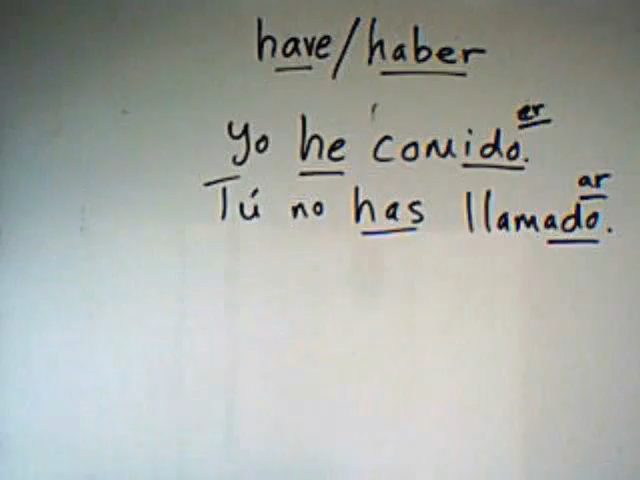 have/haber
er
Yo he comido.
ar
Tú no has llamado.